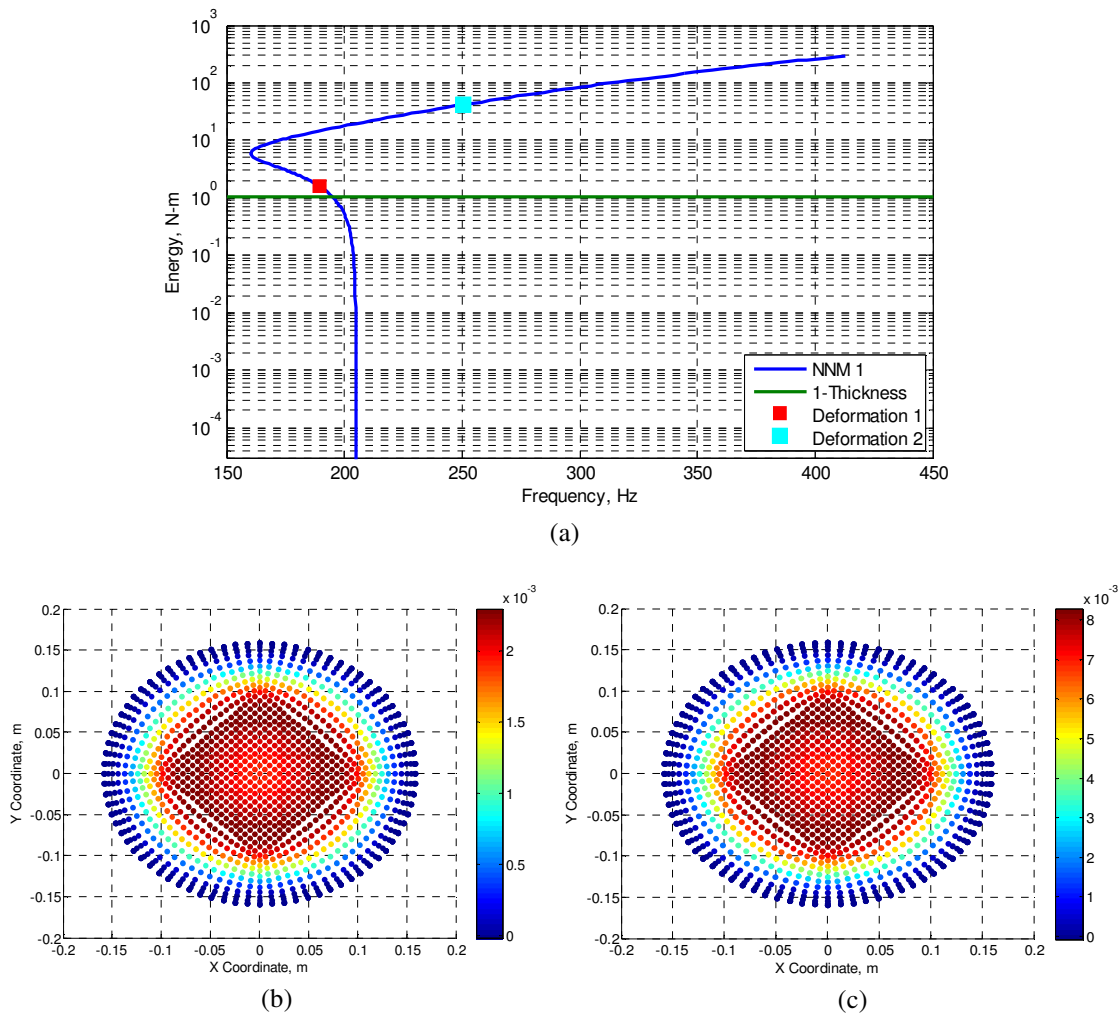 10^3
10^2
10^1
10^0
10^-1
10^-2
10^-3
10^-4
Energy, N-m
150 200 250 300 350 400 450
Frequency, Hz
NNM 1
1-Thickness
Deformation 1
Deformation 2
(a)
0.2
0.15
0.1
0.05
0
-0.05
-0.1
-0.15
-0.2
Y Coordinate, m
-0.2 -0.15 -0.1 -0.05 0 0.05 0.1 0.15 0.2
X Coordinate, m
x 10^-3
2
1.5
1
0.5
0
(b)
0.2
0.15
0.1
0.05
0
-0.05
-0.1
-0.15
-0.2
Y Coordinate, m
-0.2 -0.15 -0.1 -0.05 0 0.05 0.1 0.15 0.2
X Coordinate, m
x 10^-3
8
7
6
5
4
3
2
1
0
(c)